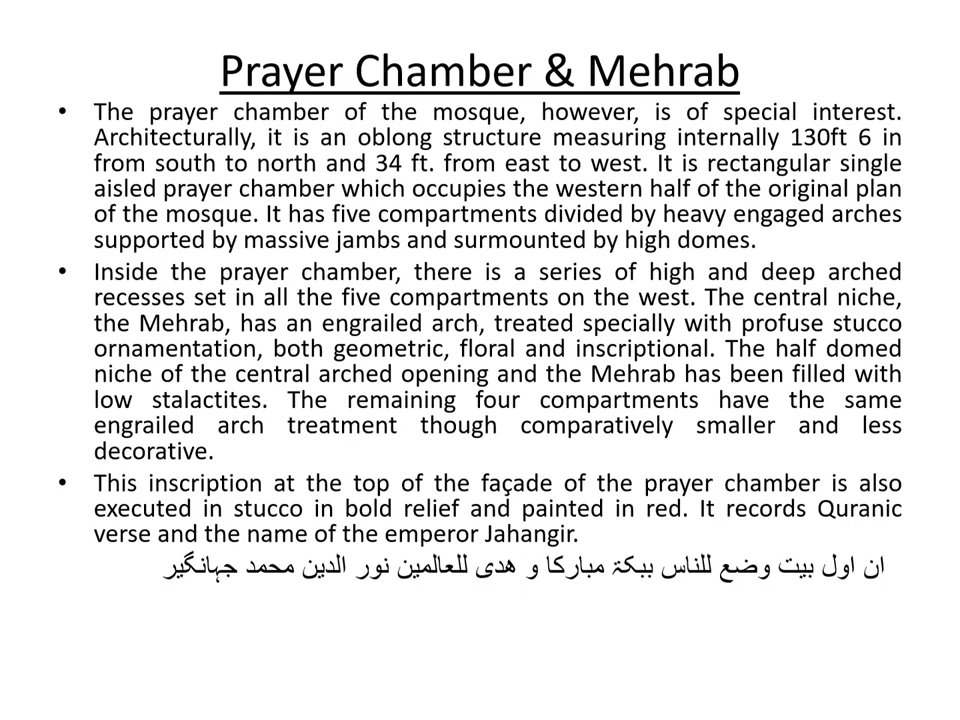 Prayer Chamber & Mehrab
• The prayer chamber of the mosque, however, is of special interest.
Architecturally, it is an oblong structure measuring internally 130ft 6 in
from south to north and 34 ft. from east to west. It is rectangular single
aisled prayer chamber which occupies the western half of the original plan
of the mosque. It has five compartments divided by heavy engaged arches
supported by massive jambs and surmounted by high domes.
• Inside the prayer chamber, there is a series of high and deep arched
recesses set in all the five compartments on the west. The central niche,
the Mehrab, has an engrailed arch, treated specially with profuse stucco
ornamentation, both geometric, floral and inscriptional. The half domed
niche of the central arched opening and the Mehrab has been filled with
low stalactites. The remaining four compartments have the same
engrailed arch treatment though comparatively smaller and less
decorative.
• This inscription at the top of the façade of the prayer chamber is also
executed in stucco in bold relief and painted in red. It records Quranic
verse and the name of the emperor Jahangir.
ان اول بیت وضع للناس ببکۃ مبارکا و ھدی للعالمین نور الدین محمد جہانگیر